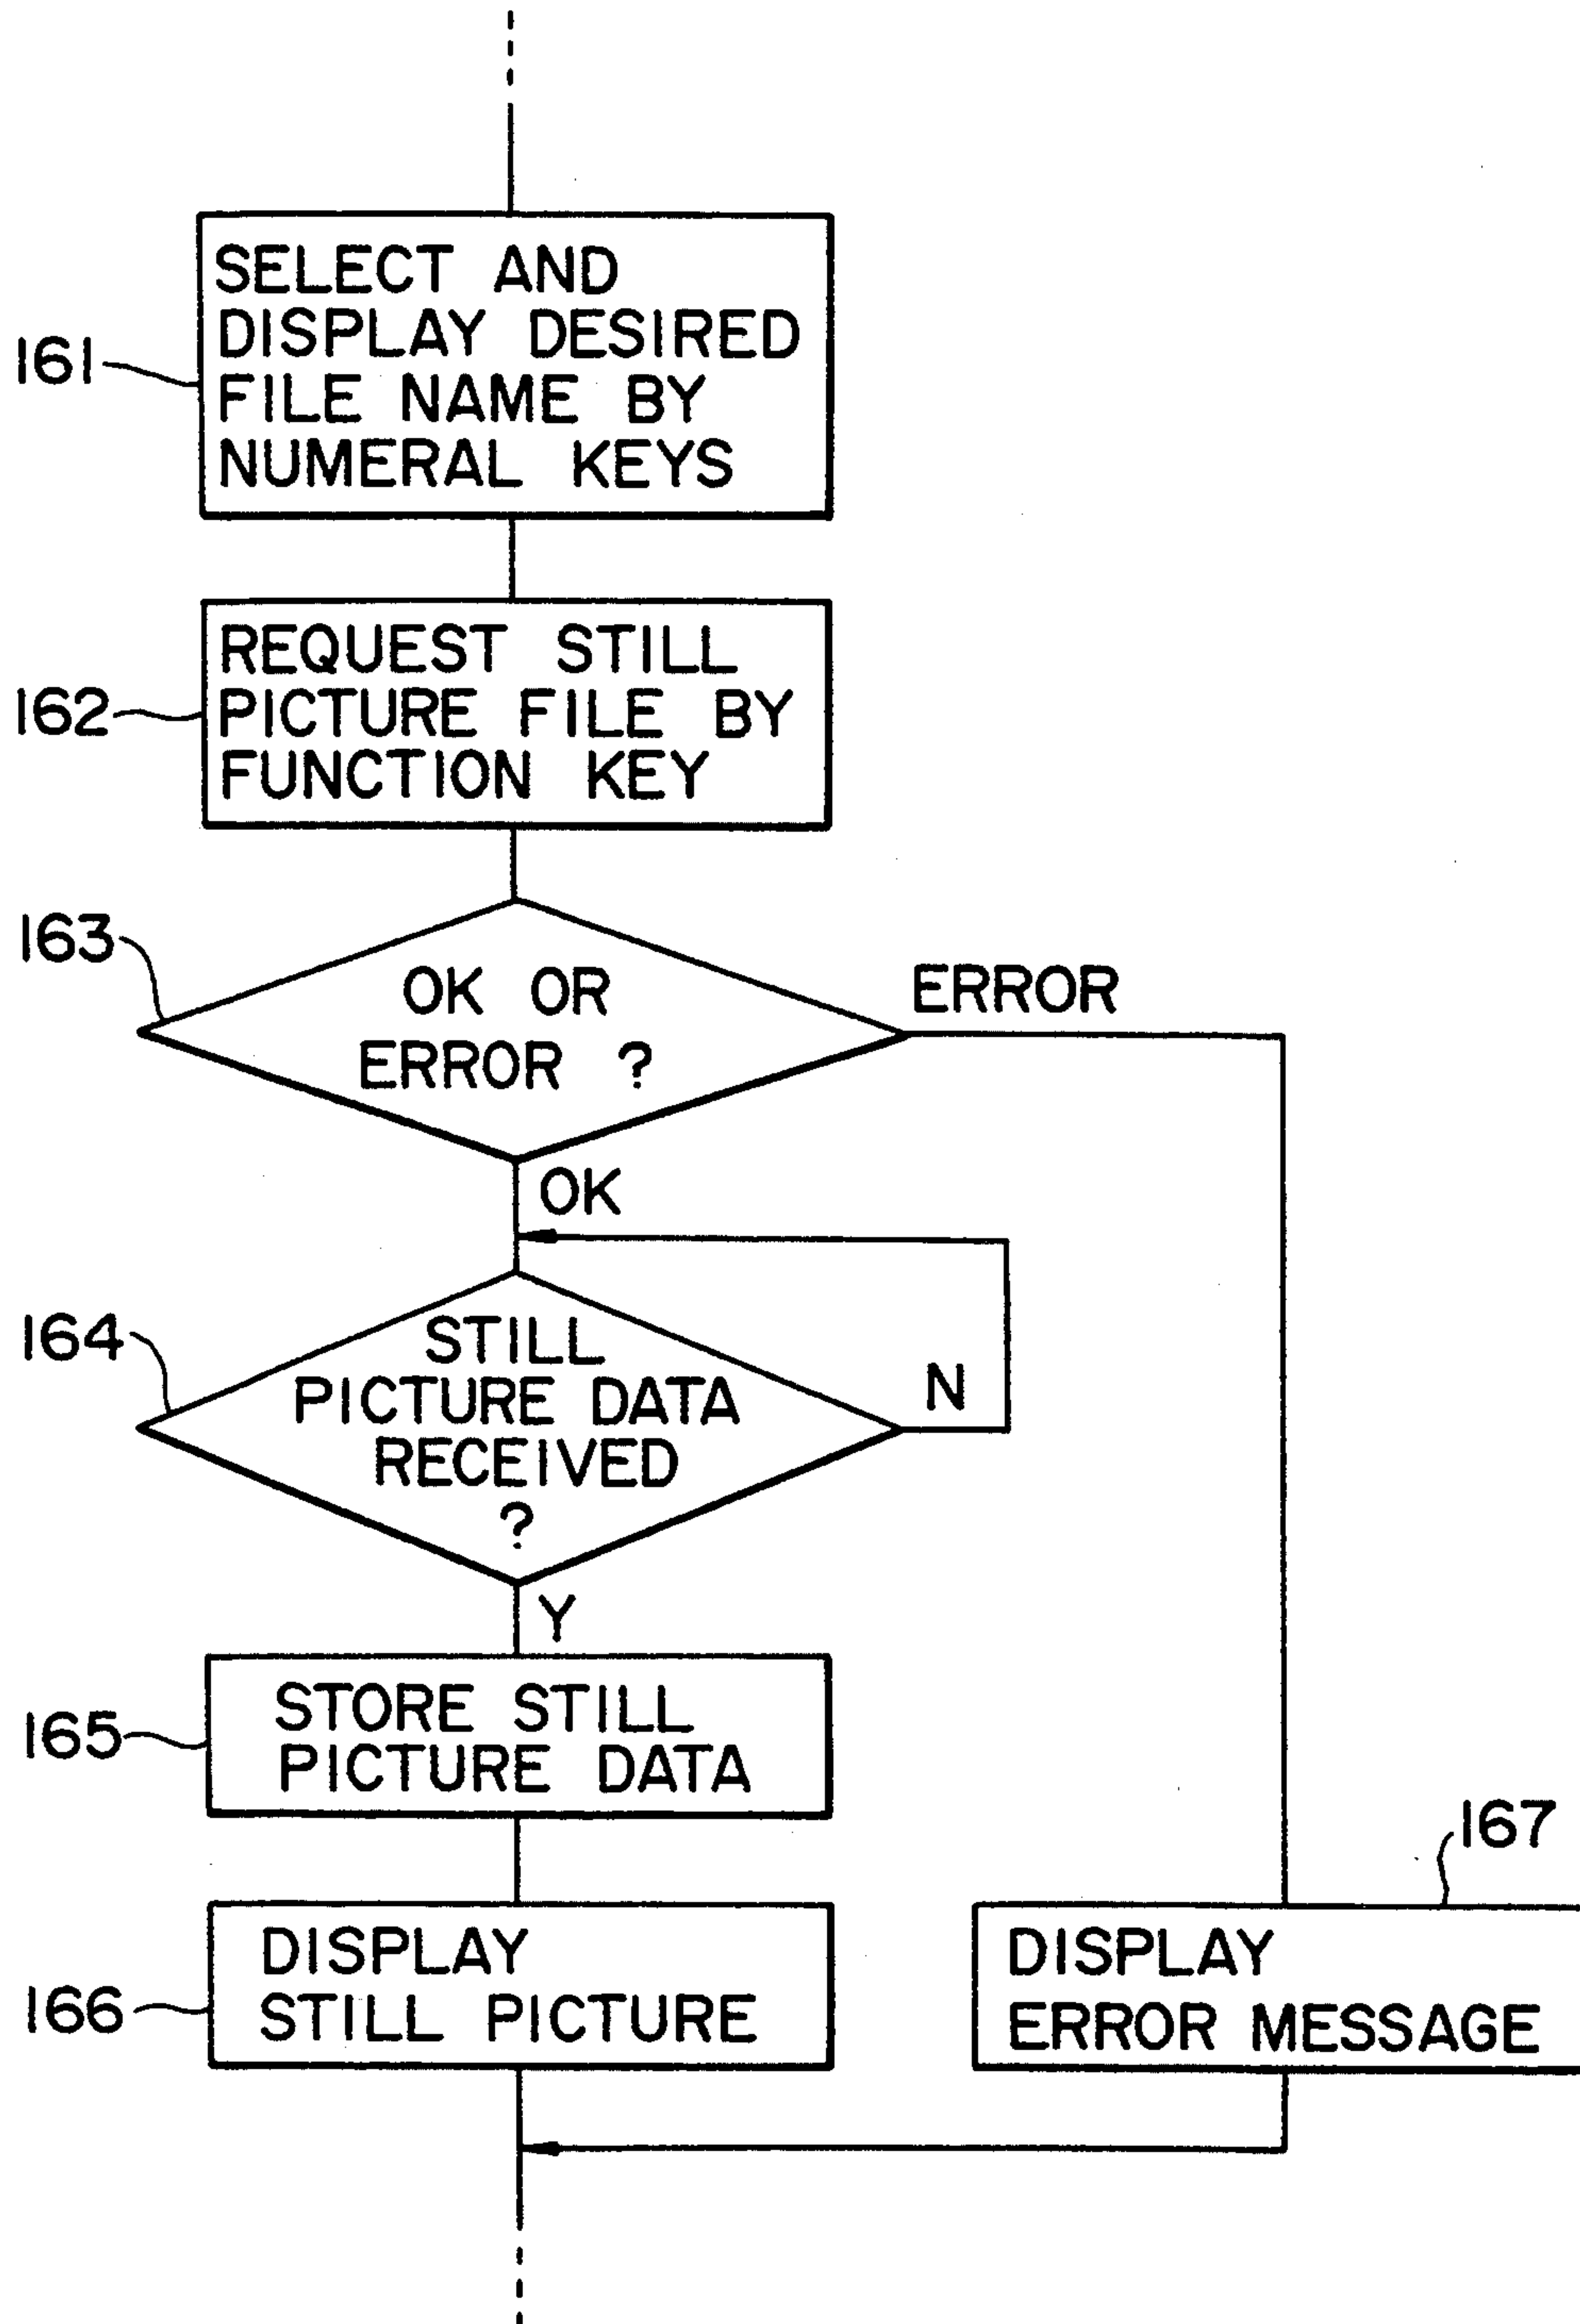 161
SELECT AND
DISPLAY DESIRED
FILE NAME BY
NUMERAL KEYS
162
REQUEST STILL
PICTURE FILE BY
FUNCTION KEY
163
OK OR
ERROR ?
ERROR
OK
164
STILL
PICTURE DATA
RECEIVED
?
N
Y
165
STORE STILL
PICTURE DATA
166
DISPLAY
STILL PICTURE
167
DISPLAY
ERROR MESSAGE